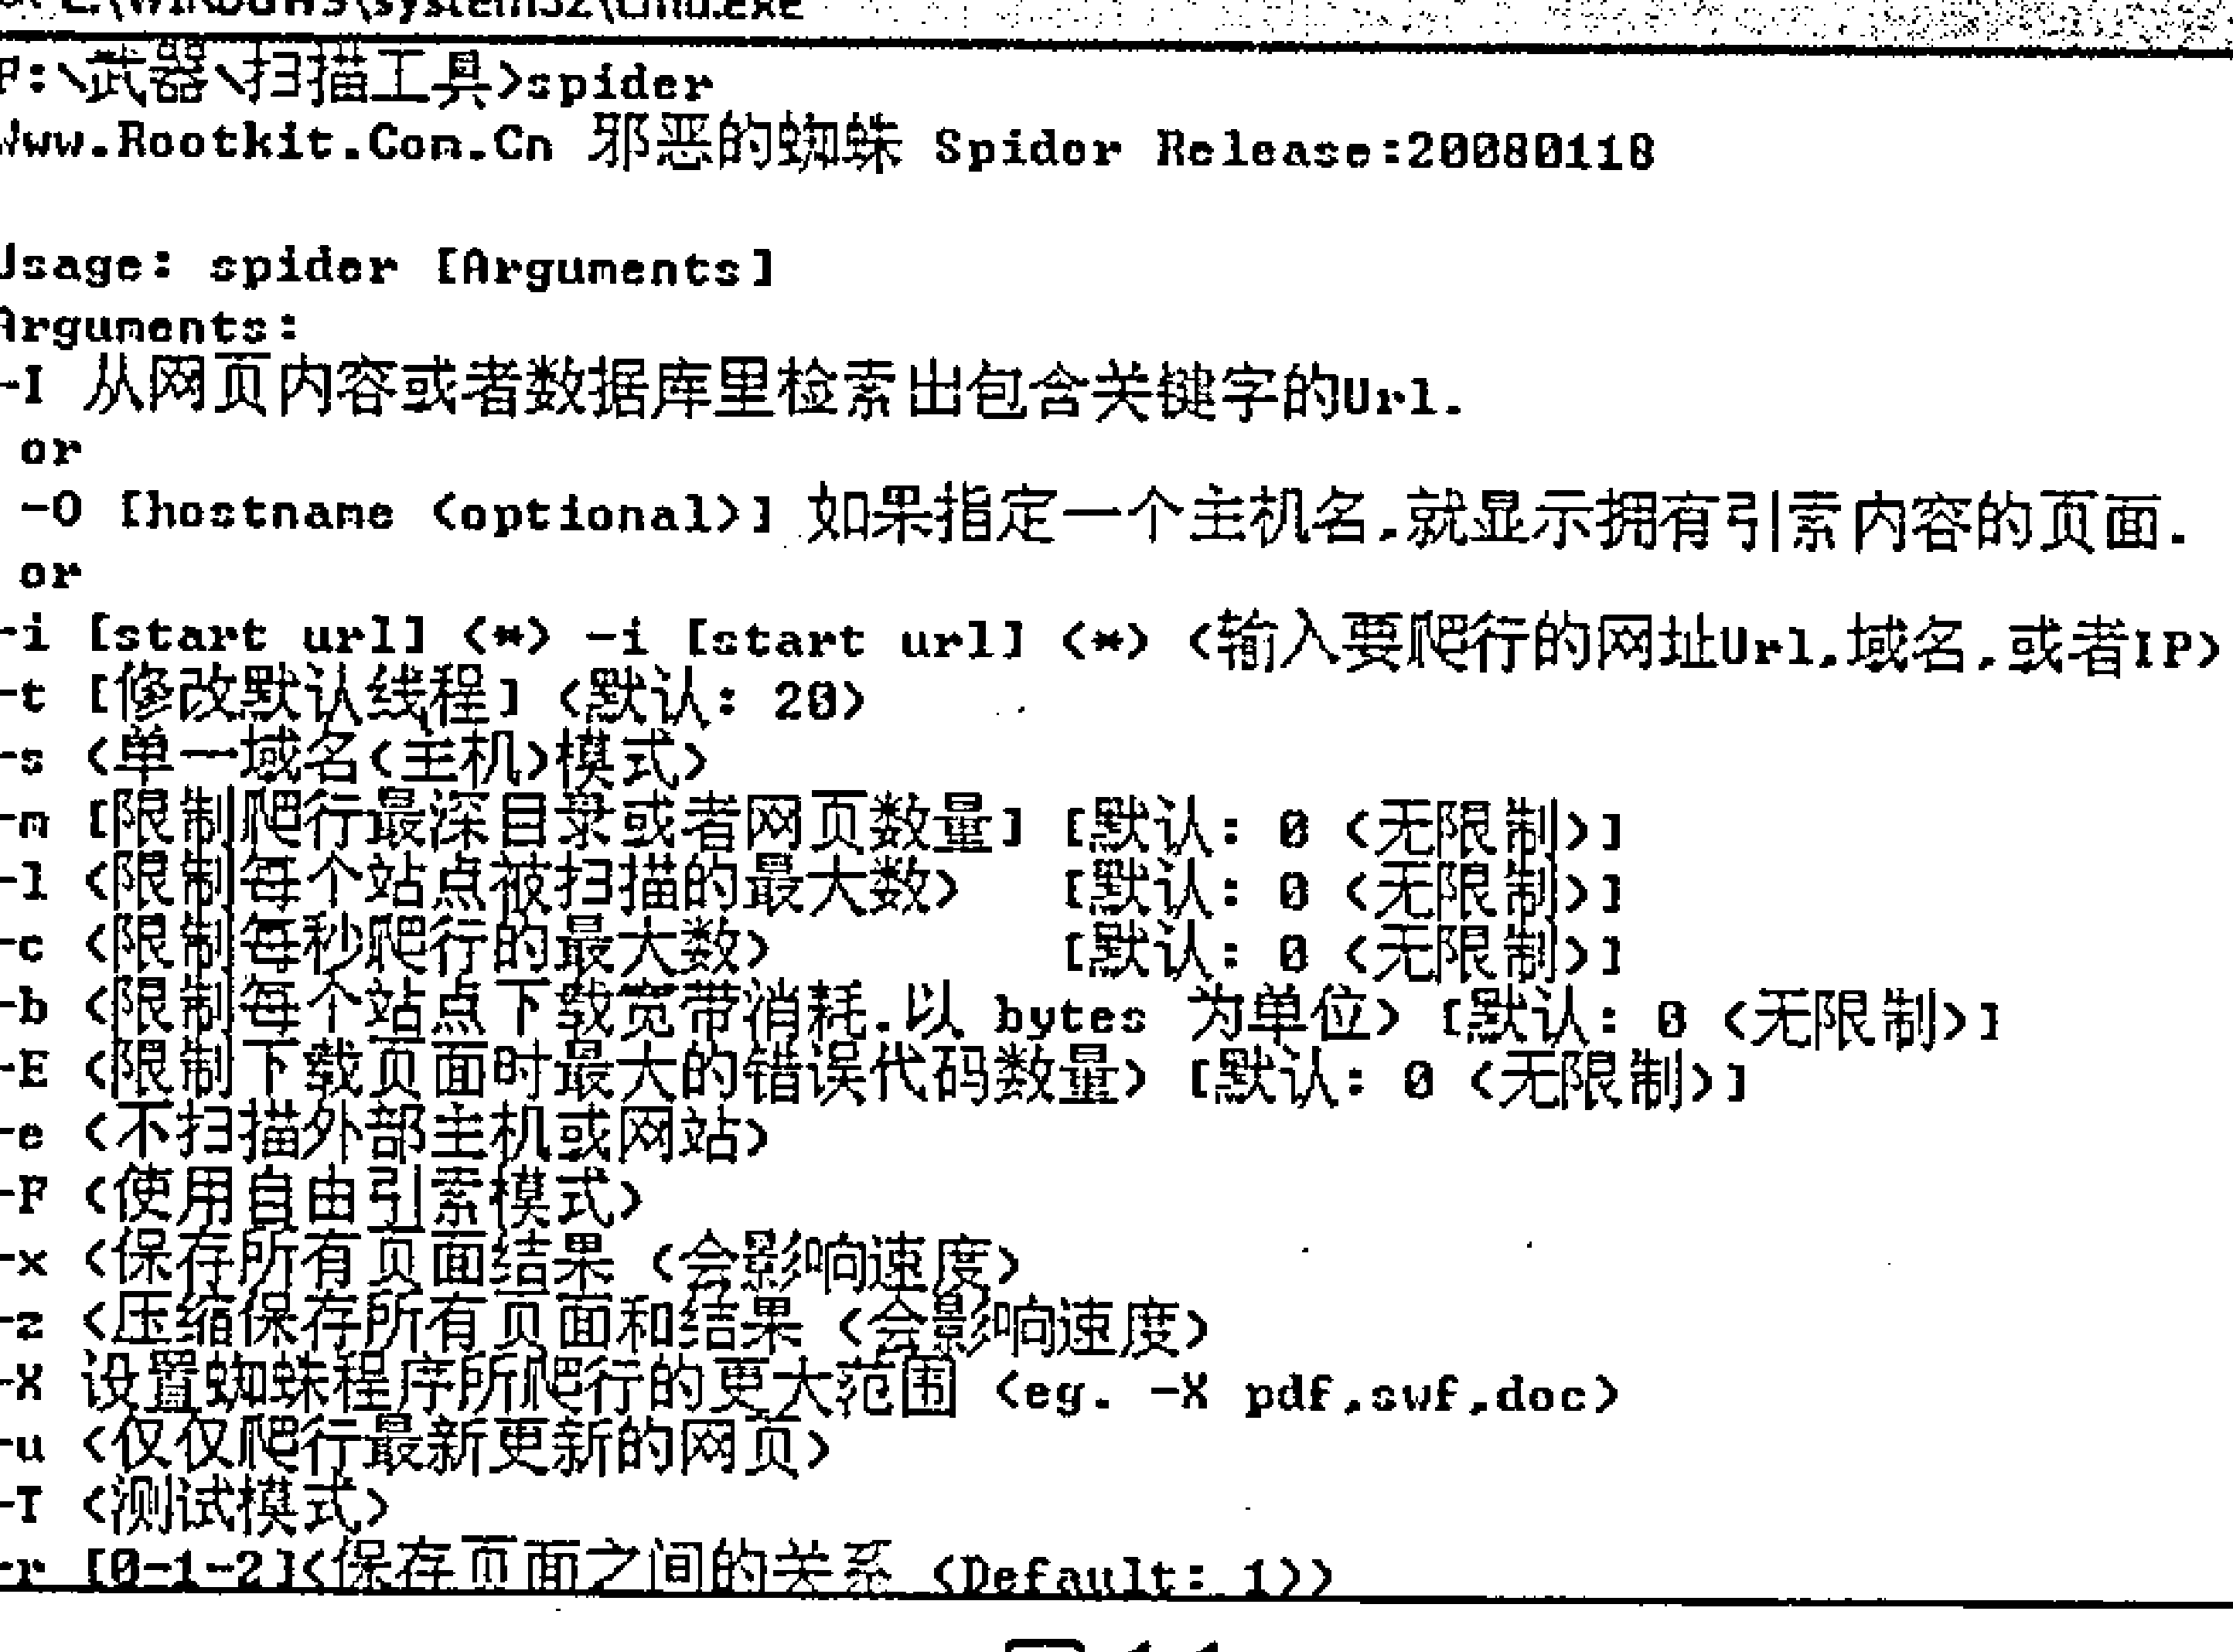 E:\WINDOWS\system32\cmd.exe
F:\武器\扫描工具>spider
Www.Rootkit.Com.Cn 邪恶的蜘蛛 Spider Release:20080118
Usage: spider [Arguments]
Arguments:
-I 从网页内容或者数据库里检索出包含关键字的Url.
or
-O [hostname (optional)] 如果指定一个主机名,就显示拥有引索内容的页面.
or
-i [start url] (*) -i [start url] (*) (输入要爬行的网址Url,域名,或者IP)
-t [修改默认线程] (默认: 20)
-s (单一域名(主机)模式)
-m [限制爬行最深目录或者网页数量] [默认: 0 (无限制)]
-l (限制每个站点被扫描的最大数) [默认: 0 (无限制)]
-c (限制每秒爬行的最大数) [默认: 0 (无限制)]
-b (限制每个站点下载宽带消耗.以 bytes 为单位) [默认: 0 (无限制)]
-E (限制下载页面时最大的错误代码数量) [默认: 0 (无限制)]
-e (不扫描外部主机或网站)
-F (使用自由引索模式)
-x (保存所有页面结果 (会影响速度)
-z (压缩保存所有页面和结果 (会影响速度)
-X 设置蜘蛛程序所爬行的更大范围 (eg. -X pdf,swf,doc)
-u (仅仅爬行最新更新的网页)
-T (测试模式)
-r [0-1-2](保存页面之间的关系 (Default: 1))